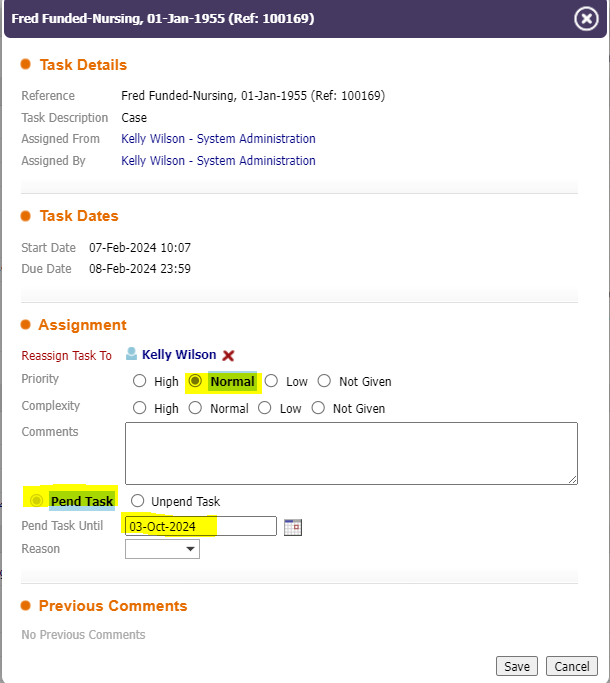 Fred Funded-Nursing, 01-Jan-1955 (Ref: 100169)
Task Details
Reference Fred Funded-Nursing, 01-Jan-1955 (Ref: 100169)
Task Description Case
Assigned From Kelly Wilson - System Administration
Assigned By Kelly Wilson - System Administration
Task Dates
Start Date 07-Feb-2024 10:07
Due Date 08-Feb-2024 23:59
Assignment
Reassign Task To Kelly Wilson
Priority High Normal Low Not Given
Complexity High Normal Low Not Given
Comments
Pend Task Unpend Task
Pend Task Until 03-Oct-2024
Reason
Previous Comments
No Previous Comments
Save Cancel